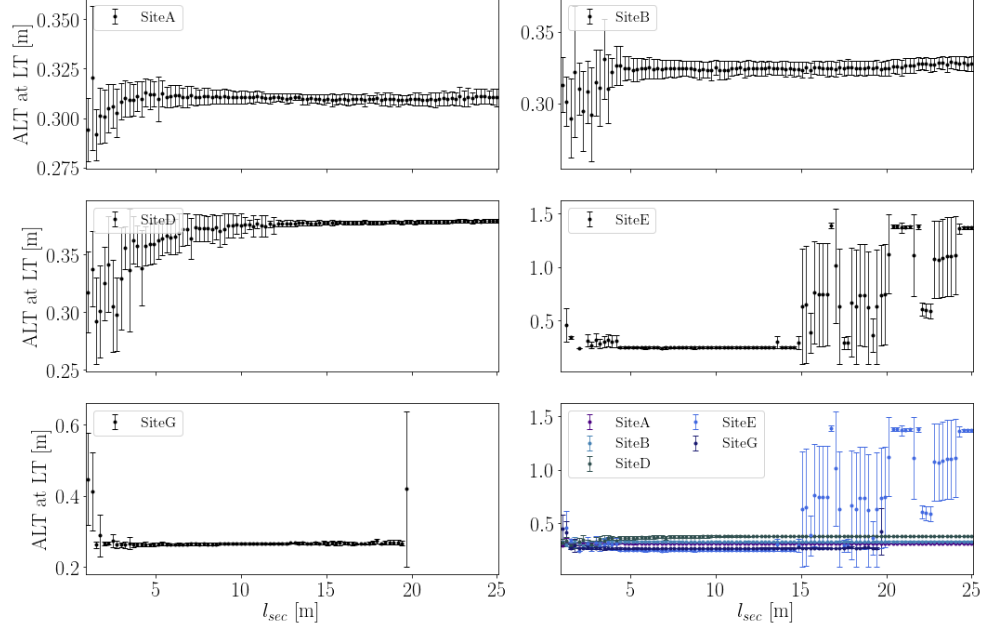 ALT at LT [m]
0.350
0.325
0.300
0.275
SiteA
0.30
SiteB
ALT at LT [m]
0.35
0.30
0.25
SiteD
1.5
1.0
0.5
SiteE
ALT at LT [m]
0.6
0.4
0.2
SiteG
5 10 15 20 25
l_sec [m]
1.5
1.0
0.5
SiteA SiteE
SiteB SiteG
SiteD
5 10 15 20 25
l_sec [m]